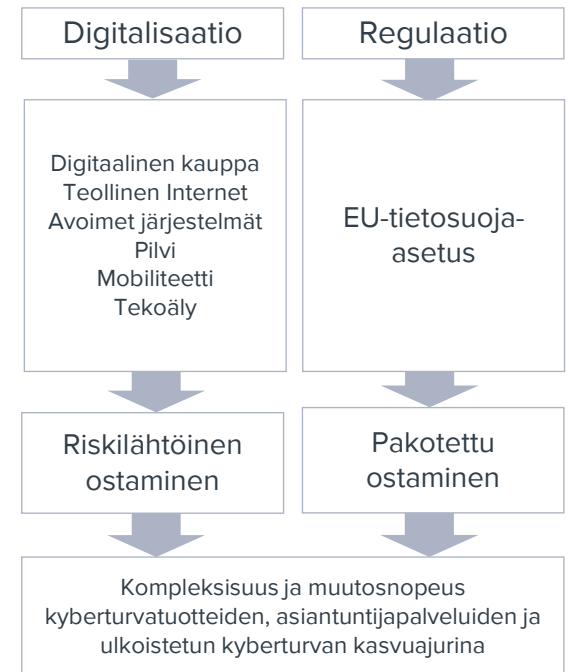 Digitalisaatio
Regulaatio
Digitaalinen kauppa
Teollinen Internet
Avoimet järjestelmät
Pilvi
Mobiliteetti
Tekoäly
EU-tietosuoja-
asetus
Riskilähtöinen
ostaminen
Pakotettu
ostaminen
Kompleksisuus ja muutosnopeus
kyberturvatuotteiden, asiantuntijapalveluiden ja
ulkoistetun kyberturvan kasvuajurina